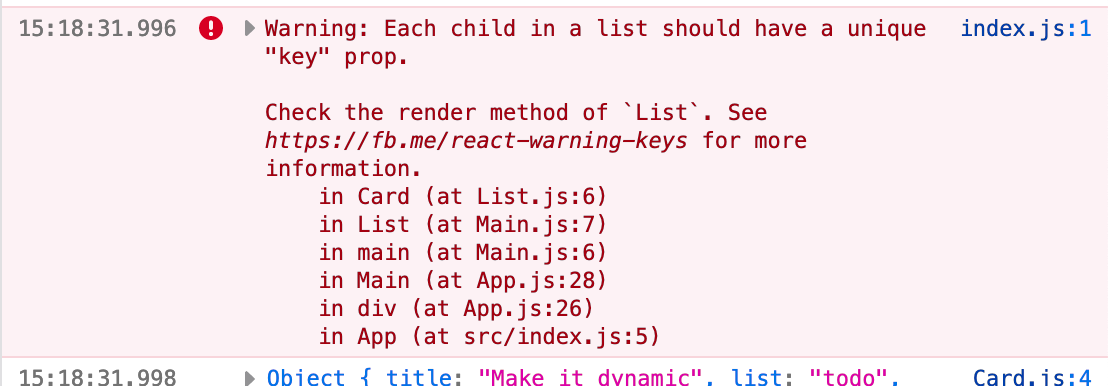 15:18:31.996 Warning: Each child in a list should have a unique index.js:1
"key" prop.
Check the render method of `List`. See
https://fb.me/react-warning-keys for more
information.
in Card (at List.js:6)
in List (at Main.js:7)
in main (at Main.js:6)
in Main (at App.js:28)
in div (at App.js:26)
in App (at src/index.js:5)
15:18:31.998 Object { title: "Make it dynamic", list: "todo", Card.js:4